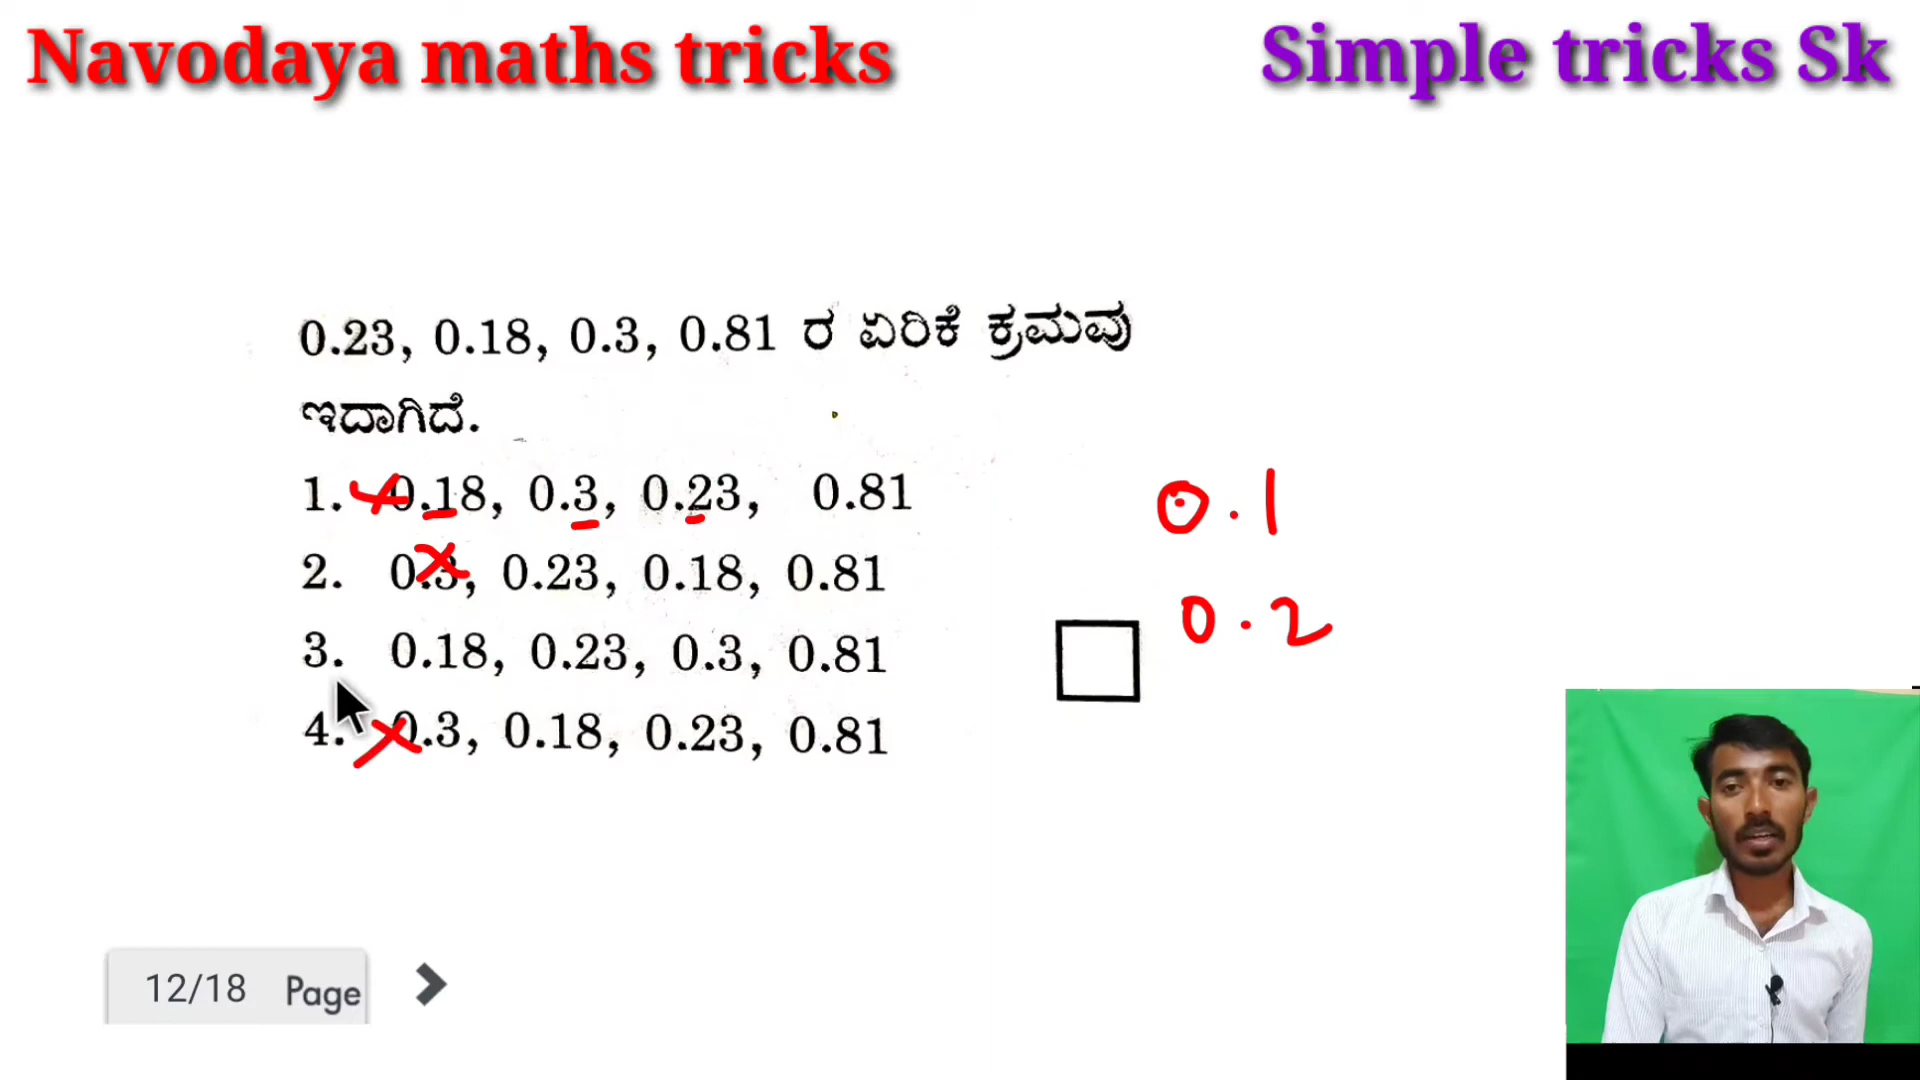 Navodaya maths tricks
Simple tricks Sk
0.23, 0.18, 0.3, 0.81 ರ ಏರಿಕೆ ಕ್ರಮವು
ಇದಾಗಿದೆ.
1. 0.18, 0.3, 0.23, 0.81
2. 0.3, 0.23, 0.18, 0.81
3. 0.18, 0.23, 0.3, 0.81
4. 0.3, 0.18, 0.23, 0.81
0.1
0.2
12/18 Page